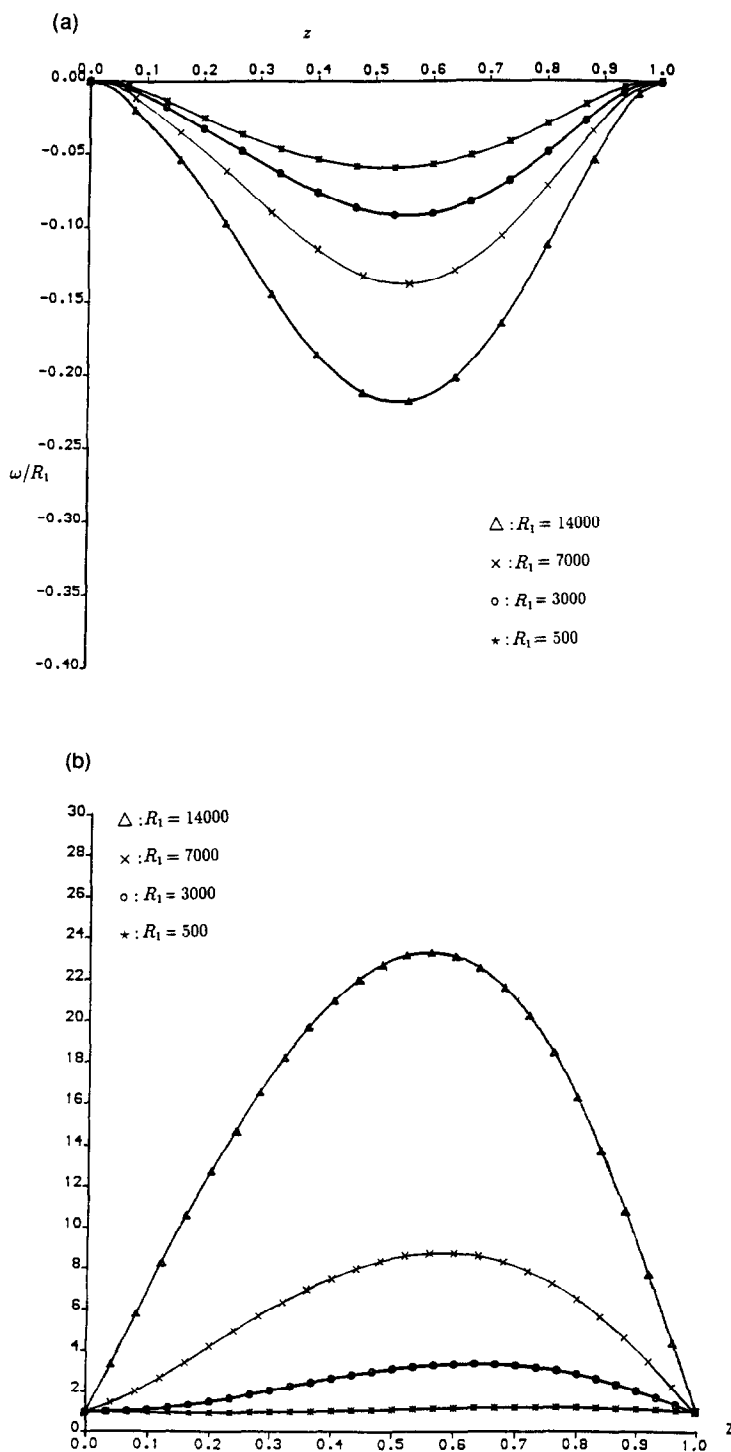 (a)
z
0.0 0.1 0.2 0.3 0.4 0.5 0.6 0.7 0.8 0.9 1.0
0.00
-0.05
-0.10
-0.15
-0.20
-0.25
ω/R₁
-0.30
-0.35
-0.40
△ : R₁ = 14000
× : R₁ = 7000
○ : R₁ = 3000
⋆ : R₁ = 500
(b)
30
28
26
24
22
20
18
16
14
12
10
8
6
4
2
0
△ : R₁ = 14000
× : R₁ = 7000
○ : R₁ = 3000
⋆ : R₁ = 500
0 0.1 0.2 0.3 0.4 0.5 0.6 0.7 0.8 0.9 1.0 Z